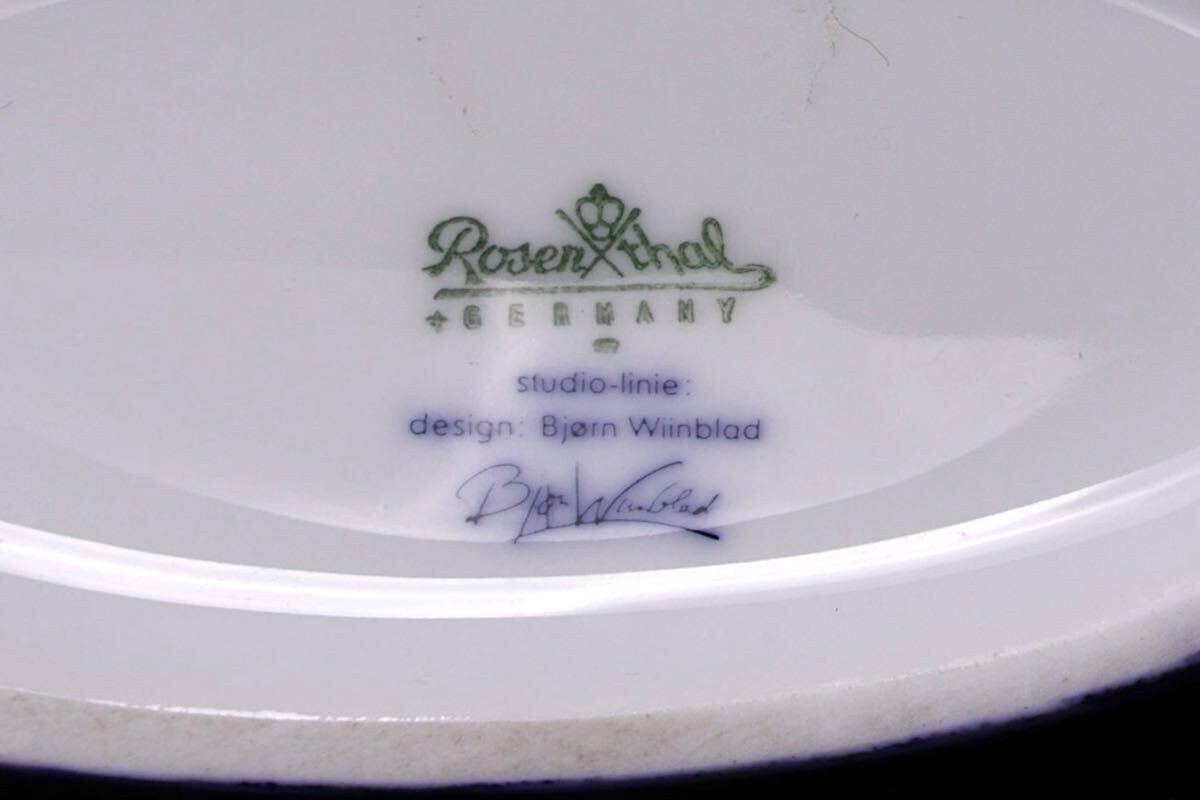 Rosenthal
+ GERMANY
studio-linie:
design: Bjørn Wiinblad
Bjørn Wiinblad